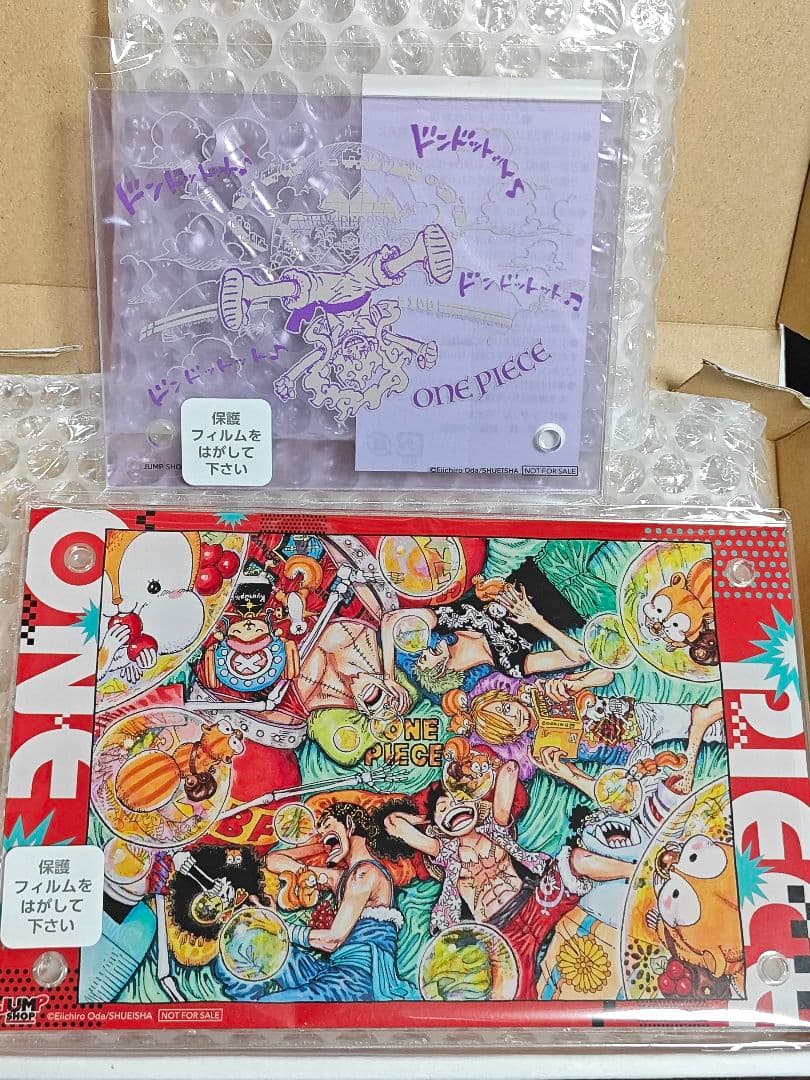 ドンドットット♪
ドンドットット♪
ドンドットット♫
ドンドットット♪
ONE PIECE
保護
フィルムを
はがして
下さい
JUMP SHO
©Eiichiro Oda/SHUEISHA
NOT FOR SALE
ONE
PIECE
ONE
PIECE
COOKING
BF
保護
フィルムを
はがして
下さい
JUMP
SHOP
©Eiichiro Oda/SHUEISHA
NOT FOR SALE